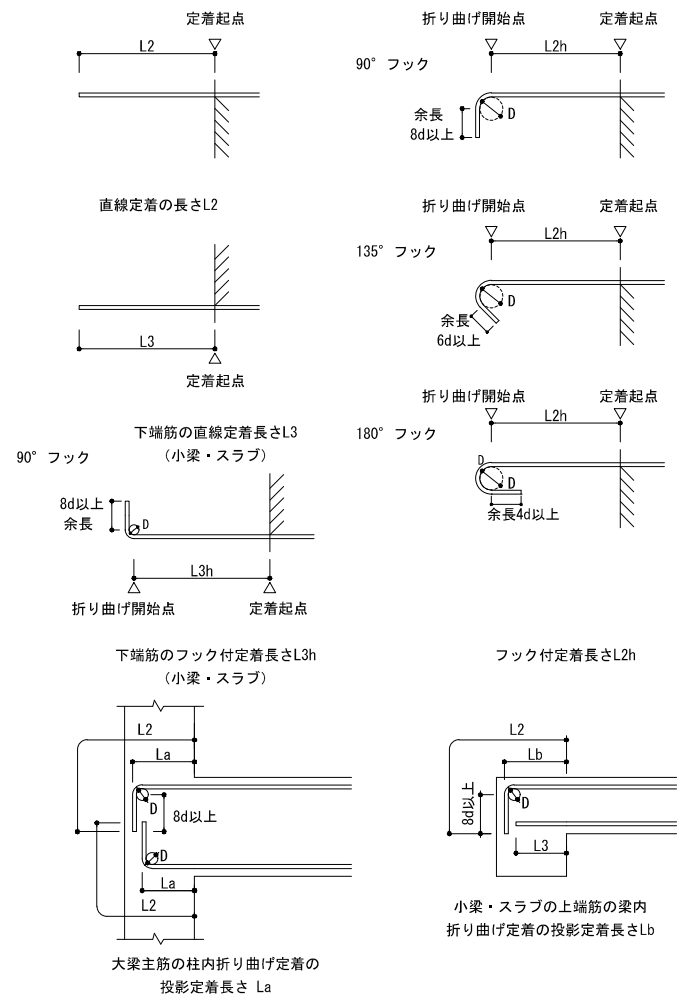 定着起点
L2
直線定着の長さL2
折り曲げ開始点
定着起点
L2h
90° フック
余長
8d以上
D
折り曲げ開始点
定着起点
L2h
135° フック
D
余長
6d以上
L3
定着起点
下端筋の直線定着長さL3
(小梁・スラブ)
折り曲げ開始点
定着起点
L2h
180° フック
D
D
余長4d以上
90° フック
8d以上
余長
D
L3h
折り曲げ開始点
定着起点
下端筋のフック付定着長さL3h
(小梁・スラブ)
フック付定着長さL2h
L2
La
D
8d以上
D
La
L2
大梁主筋の柱内折り曲げ定着の
投影定着長さ La
L2
Lb
8d以上
D
L3
小梁・スラブの上端筋の梁内
折り曲げ定着の投影定着長さLb